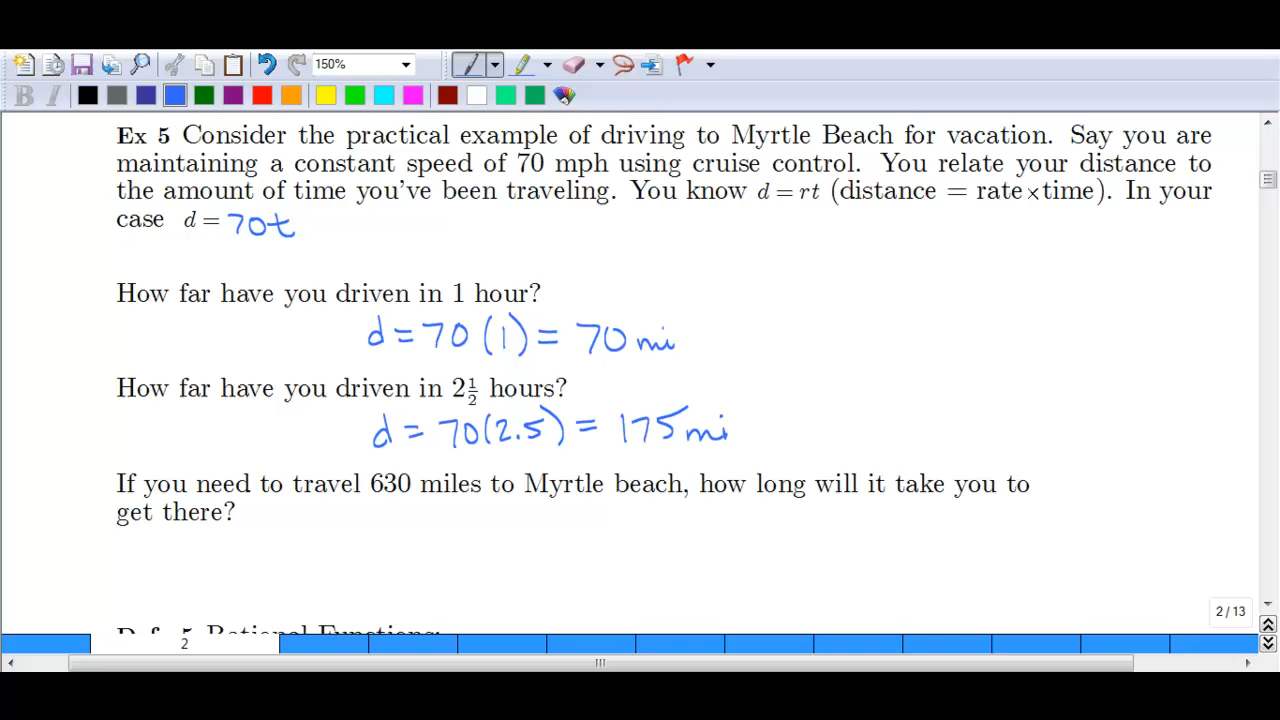 150%
B I
Ex 5 Consider the practical example of driving to Myrtle Beach for vacation. Say you are
maintaining a constant speed of 70 mph using cruise control. You relate your distance to
the amount of time you've been traveling. You know d = rt (distance = rate×time). In your
case d = 70t
How far have you driven in 1 hour?
d = 70 (1) = 70 mi
How far have you driven in 2½ hours?
d = 70(2.5) = 175 mi
If you need to travel 630 miles to Myrtle beach, how long will it take you to
get there?
2 / 13
Def 5 Rational Functions:
2